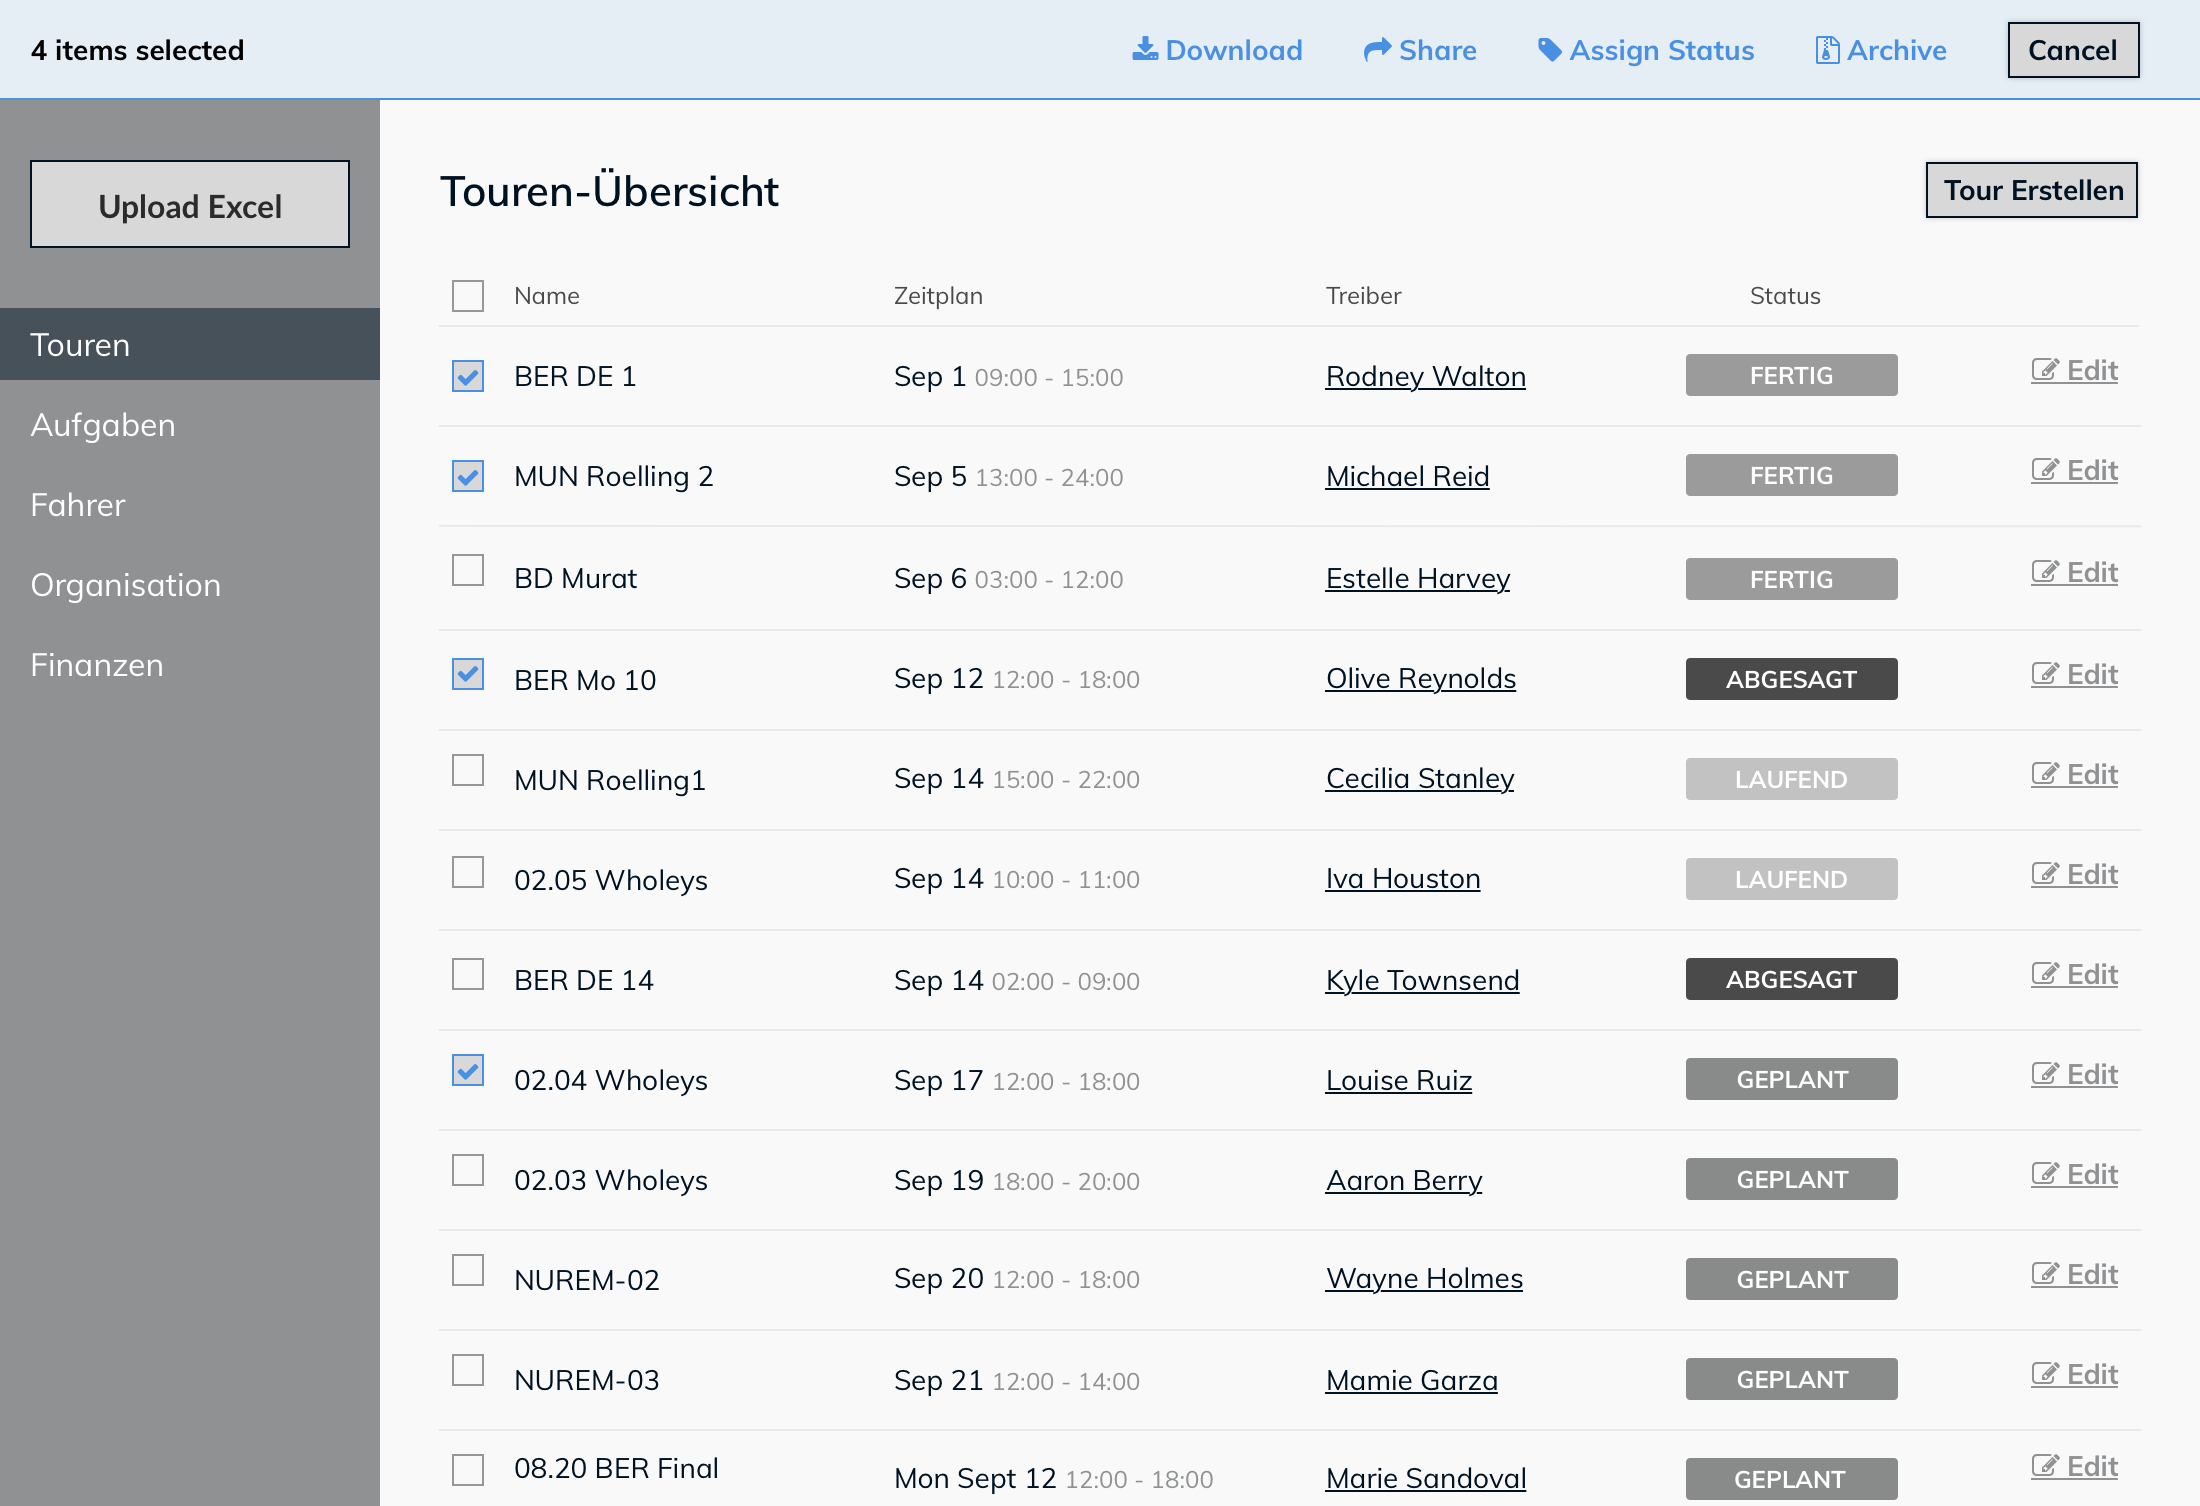 4 items selected Download Share Assign Status Archive Cancel
Upload Excel
Touren
Aufgaben
Fahrer
Organisation
Finanzen
Touren-Übersicht Tour Erstellen
Name Zeitplan Treiber Status
BER DE 1 Sep 1 09:00 - 15:00 Rodney Walton FERTIG Edit
MUN Roelling 2 Sep 5 13:00 - 24:00 Michael Reid FERTIG Edit
BD Murat Sep 6 03:00 - 12:00 Estelle Harvey FERTIG Edit
BER Mo 10 Sep 12 12:00 - 18:00 Olive Reynolds ABGESAGT Edit
MUN Roelling1 Sep 14 15:00 - 22:00 Cecilia Stanley LAUFEND Edit
02.05 Wholeys Sep 14 10:00 - 11:00 Iva Houston LAUFEND Edit
BER DE 14 Sep 14 02:00 - 09:00 Kyle Townsend ABGESAGT Edit
02.04 Wholeys Sep 17 12:00 - 18:00 Louise Ruiz GEPLANT Edit
02.03 Wholeys Sep 19 18:00 - 20:00 Aaron Berry GEPLANT Edit
NUREM-02 Sep 20 12:00 - 18:00 Wayne Holmes GEPLANT Edit
NUREM-03 Sep 21 12:00 - 14:00 Mamie Garza GEPLANT Edit
08.20 BER Final Mon Sept 12 12:00 - 18:00 Marie Sandoval GEPLANT Edit